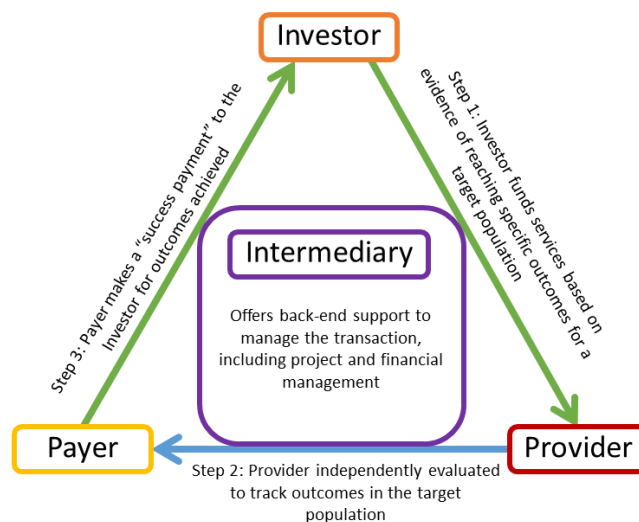 Investor
Step 1: Investor funds services based on
evidence of reaching specific outcomes for a
target population
Step 3: Payer makes a “success payment” to the
Investor for outcomes achieved
Intermediary
Offers back-end support to
manage the transaction,
including project and financial
management
Payer
Provider
Step 2: Provider independently evaluated
to track outcomes in the target
population